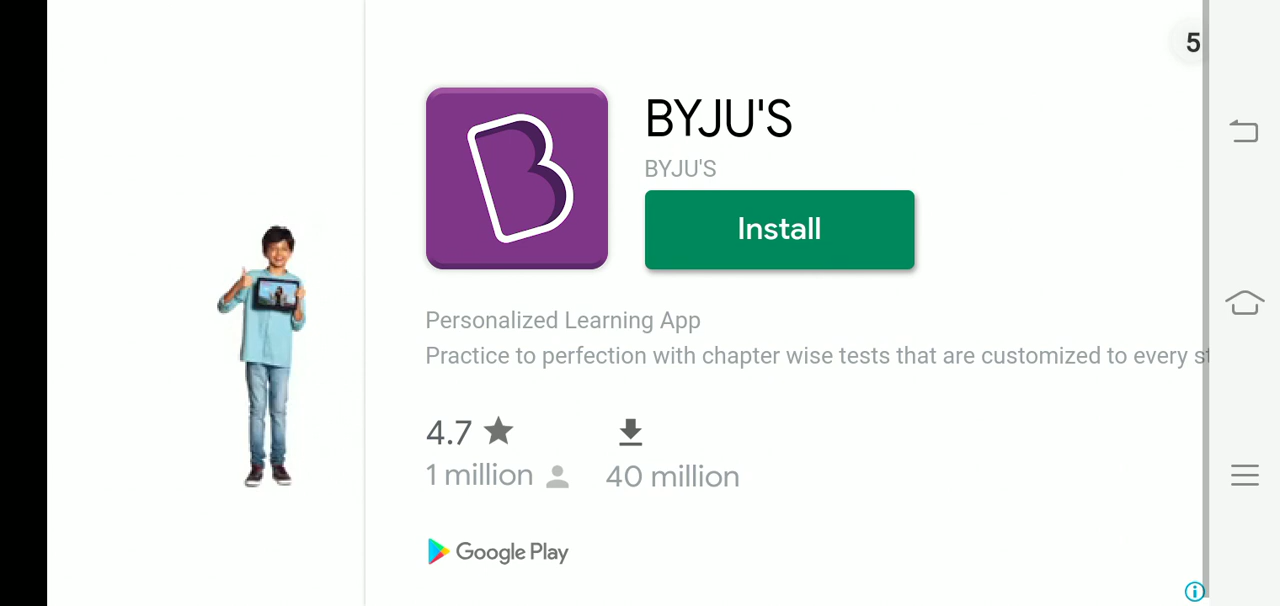 5
BYJU'S
BYJU'S
Install
Personalized Learning App
Practice to perfection with chapter wise tests that are customized to every
4.7
1 million
40 million
Google Play